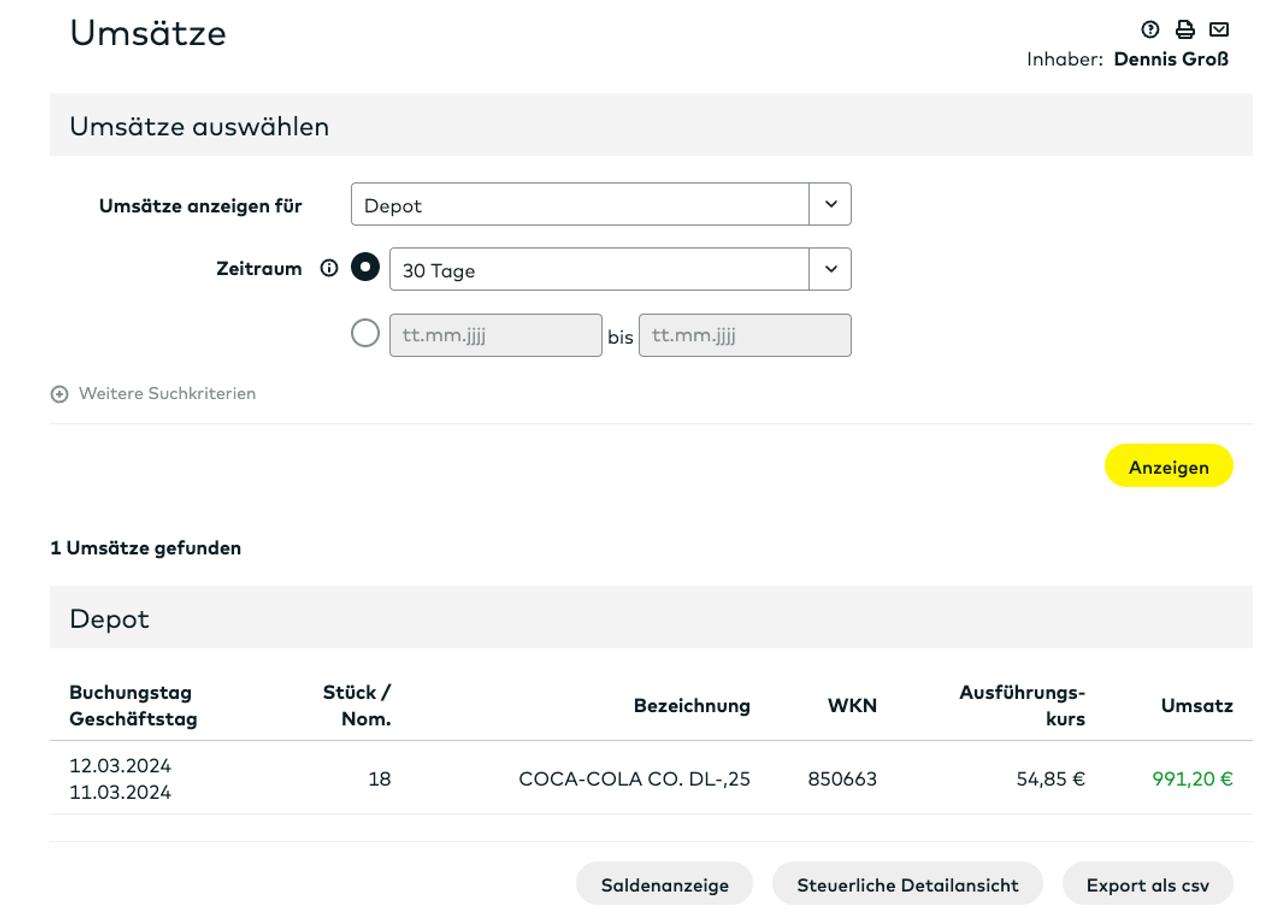 Umsätze
Inhaber: Dennis Groß
Umsätze auswählen
Umsätze anzeigen für
Depot
Zeitraum
30 Tage
tt.mm.jjjj bis tt.mm.jjjj
Weitere Suchkriterien
Anzeigen
1 Umsätze gefunden
Depot
Buchungstag
Geschäftstag
Stück /
Nom.
Bezeichnung
WKN
Ausführungs-
kurs
Umsatz
12.03.2024
11.03.2024
18
COCA-COLA CO. DL-,25
850663
54,85 €
991,20 €
Saldenanzeige
Steuerliche Detailansicht
Export als csv